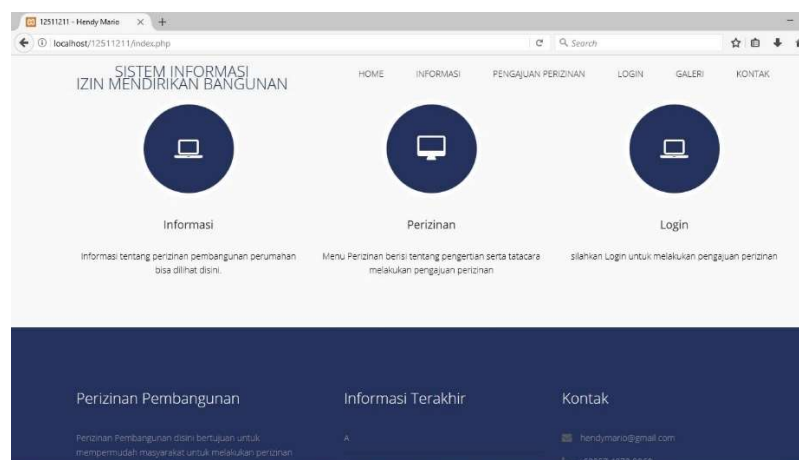 12511211 - Hendy Mario
localhost/12511211/index.php
Search
SISTEM INFORMASI
IZIN MENDIRIKAN BANGUNAN
HOME INFORMASI PENGAJUAN PERIZINAN LOGIN GALERI KONTAK
Informasi
Informasi tentang perizinan pembangunan perumahan
bisa dilihat disini.
Perizinan
Menu Perizinan berisi tentang pengertian serta tatacara
melakukan pengajuan perizinan
Login
silahkan Login untuk melakukan pengajuan perizinan
Perizinan Pembangunan
Perizinan Pembangunan disini bertujuan untuk
mempermudah masyarakat untuk melakukan perizinan
Informasi Terakhir
A
Kontak
hendymario@gmail.com